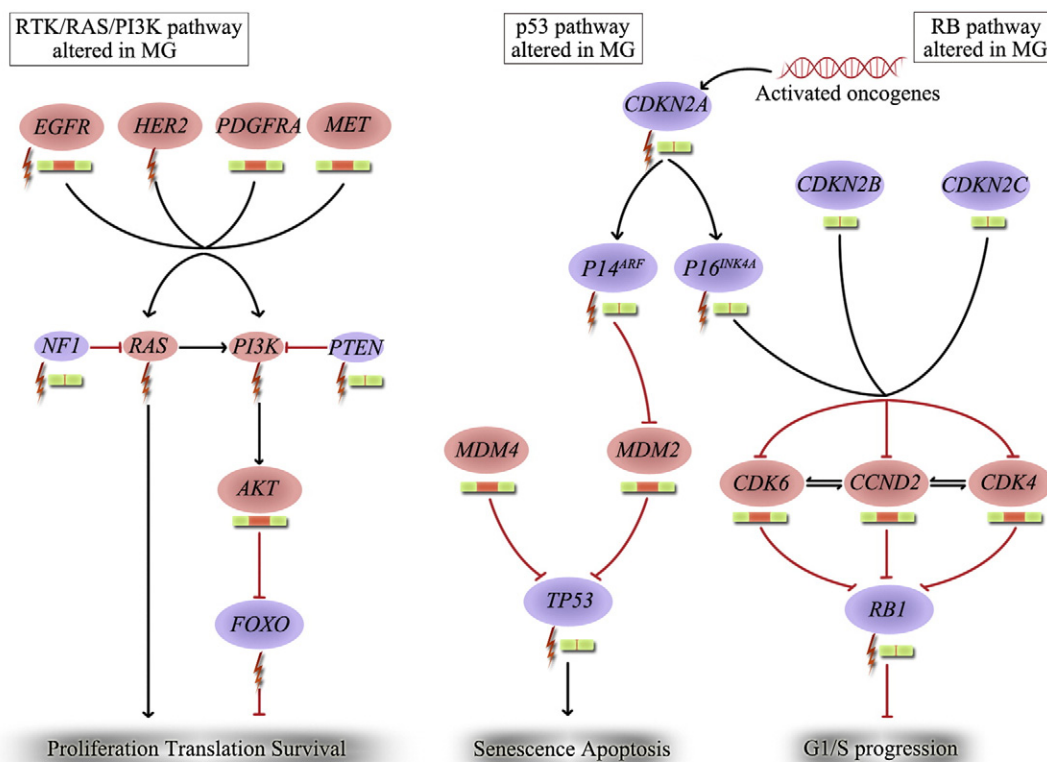 RTK/RAS/PI3K pathway
altered in MG
p53 pathway
altered in MG
RB pathway
altered in MG
Activated oncogenes
CDKN2A
EGFR
HER2
PDGFRA
MET
CDKN2B
CDKN2C
P14ARF
P16INK4A
NF1
RAS
PI3K
PTEN
MDM4
MDM2
CDK6
CCND2
CDK4
AKT
TP53
RB1
FOXO
Proliferation Translation Survival
Senescence Apoptosis
G1/S progression